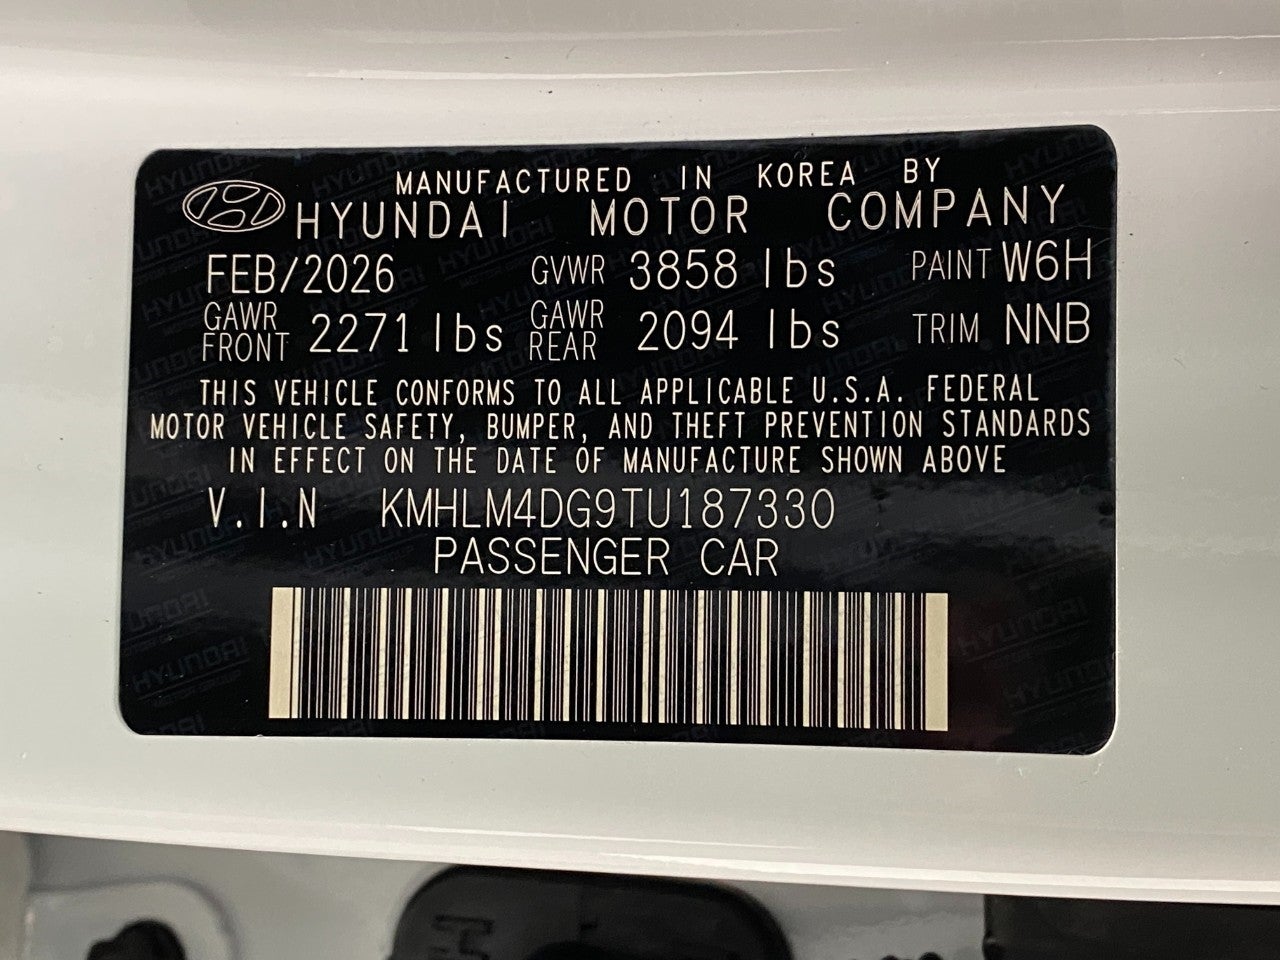 MANUFACTURED IN KOREA BY
HYUNDAI MOTOR COMPANY
FEB/2026 GVWR 3858 lbs PAINT W6H
GAWR FRONT 2271 lbs GAWR REAR 2094 lbs TRIM NNB
THIS VEHICLE CONFORMS TO ALL APPLICABLE U.S.A. FEDERAL
MOTOR VEHICLE SAFETY, BUMPER, AND THEFT PREVENTION STANDARDS
IN EFFECT ON THE DATE OF MANUFACTURE SHOWN ABOVE
V.I.N KMHLM4DG9TU187330
PASSENGER CAR